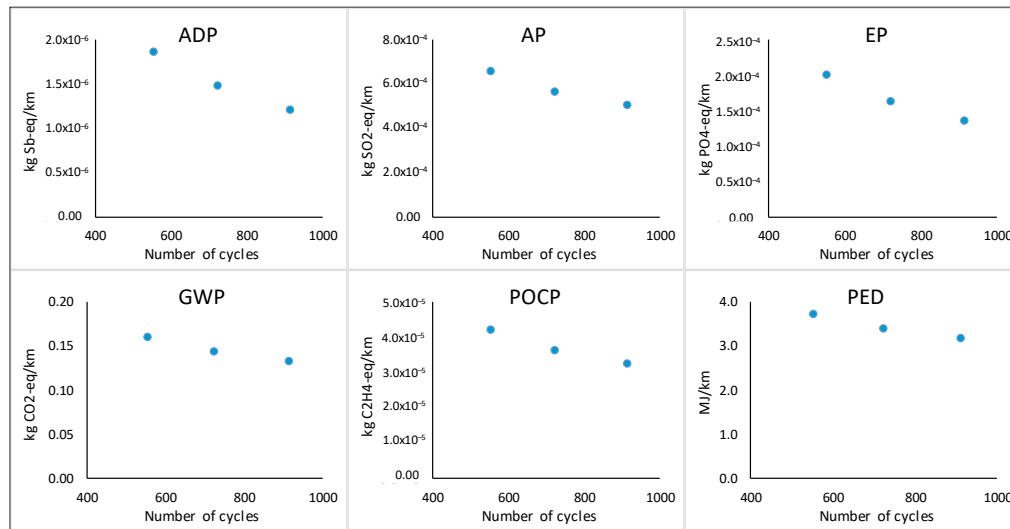 ADP
kg Sb-eq/km
2.0x10⁻⁶
1.5x10⁻⁶
1.0x10⁻⁶
0.5x10⁻⁶
0.00
400 600 800 1000
Number of cycles
AP
kg SO2-eq/km
8.0x10⁻⁴
6.0x10⁻⁴
4.0x10⁻⁴
2.0x10⁻⁴
0.00
400 600 800 1000
Number of cycles
EP
kg PO4-eq/km
2.5x10⁻⁴
2.0x10⁻⁴
1.5x10⁻⁴
1.0x10⁻⁴
0.5x10⁻⁴
0.00
400 600 800 1000
Number of cycles
GWP
kg CO2-eq/km
0.20
0.15
0.10
0.05
0.00
400 600 800 1000
Number of cycles
POCP
kg C2H4-eq/km
5.0x10⁻⁵
4.0x10⁻⁵
3.0x10⁻⁵
2.0x10⁻⁵
1.0x10⁻⁵
0.00
400 600 800 1000
Number of cycles
PED
MJ/km
4.0
3.0
2.0
1.0
0.0
400 600 800 1000
Number of cycles